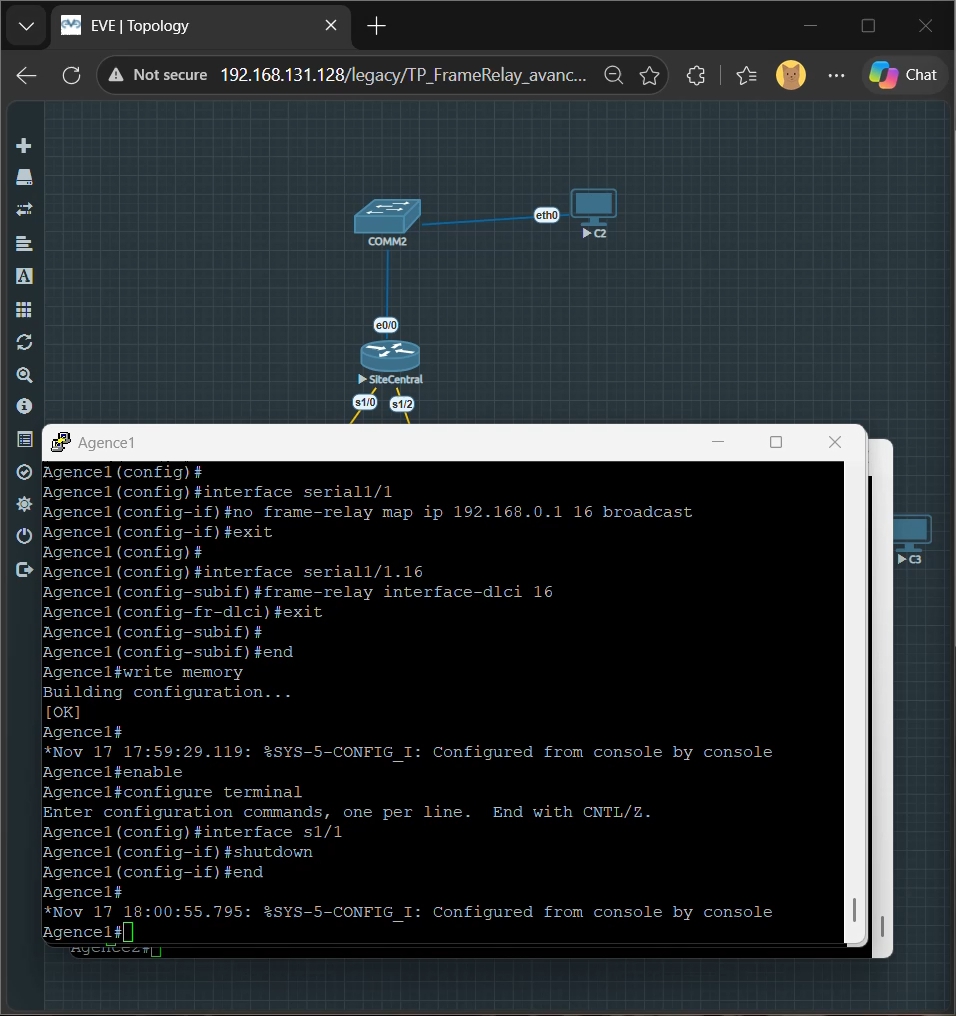 EVE | Topology
Not secure 192.168.131.128/legacy/TP_FrameRelay_avanc...
Chat
eth0
COMM2
C2
e0/0
SiteCentral
s1/0
s1/2
Agence1
Agence1(config)#
Agence1(config)#interface serial1/1
Agence1(config-if)#no frame-relay map ip 192.168.0.1 16 broadcast
Agence1(config-if)#exit
Agence1(config)#
Agence1(config)#interface serial1/1.16
Agence1(config-subif)#frame-relay interface-dlci 16
Agence1(config-fr-dlci)#exit
Agence1(config-subif)#
Agence1(config-subif)#end
Agence1#write memory
Building configuration...
[OK]
Agence1#
*Nov 17 17:59:29.119: %SYS-5-CONFIG_I: Configured from console by console
Agence1#enable
Agence1#configure terminal
Enter configuration commands, one per line.  End with CNTL/Z.
Agence1(config)#interface s1/1
Agence1(config-if)#shutdown
Agence1(config-if)#end
Agence1#
*Nov 17 18:00:55.795: %SYS-5-CONFIG_I: Configured from console by console
Agence1#
Agence2#
C3